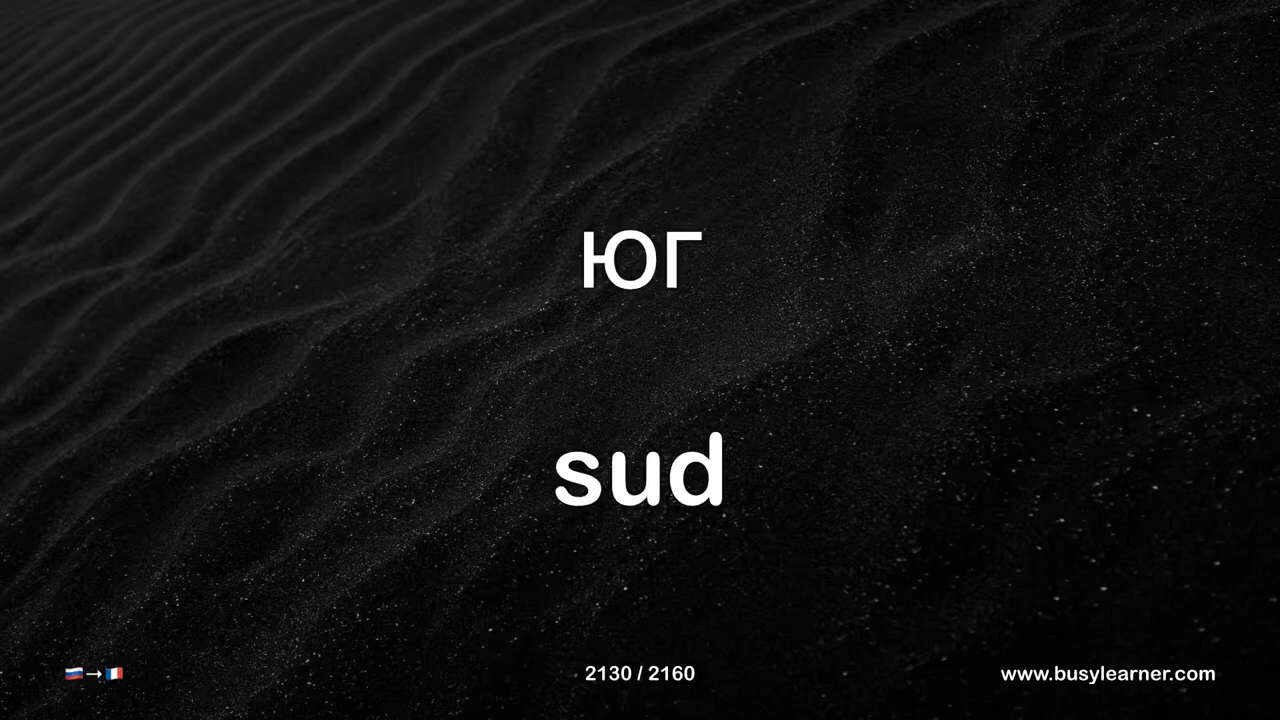 юг
sud
🇷🇺→🇫🇷
2130 / 2160
www.busylearner.com